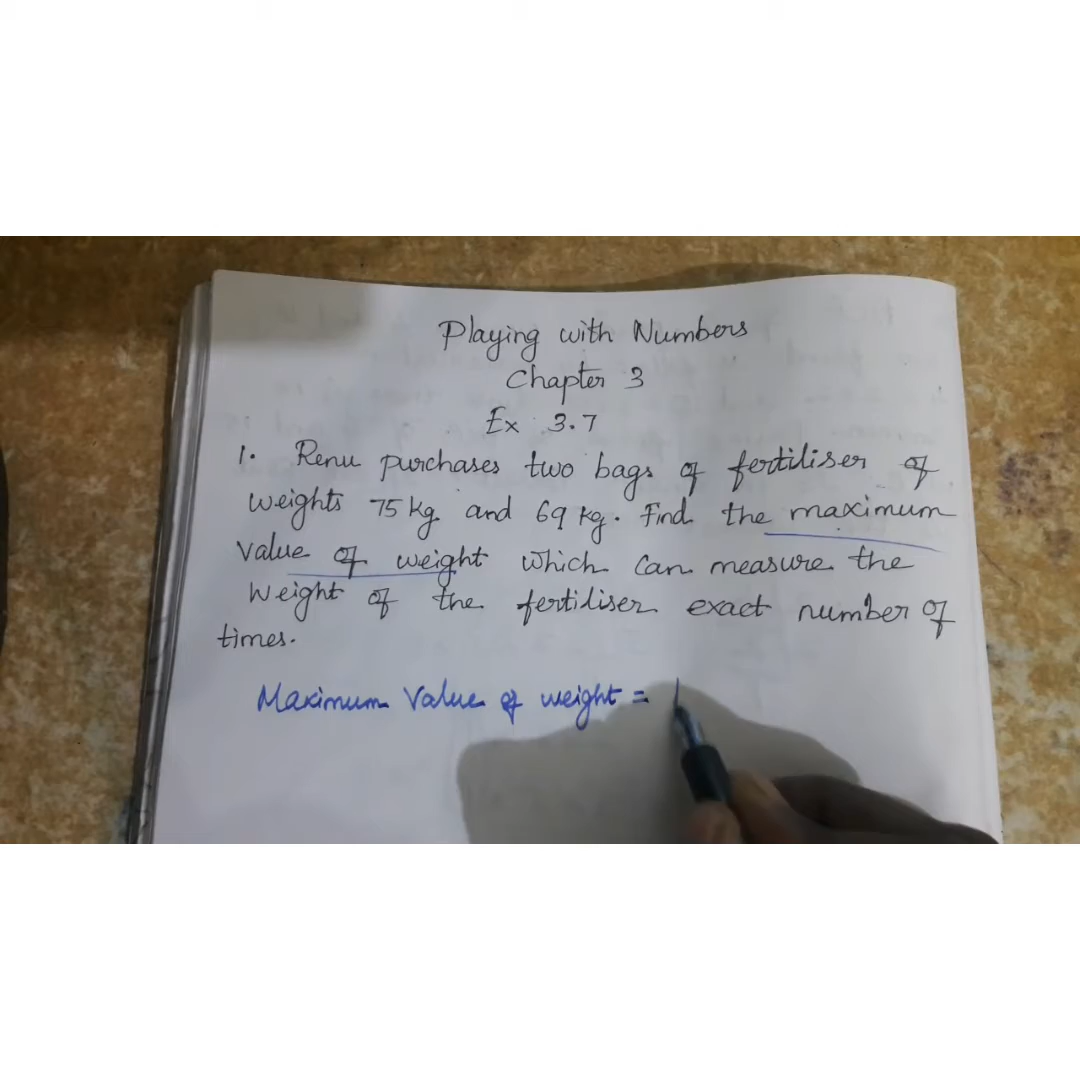 Playing with Numbers
Chapter 3
Ex 3.7
1. Renu purchases two bags of fertiliser of
weights 75 kg and 69 kg. Find the maximum
value of weight which can measure the
weight of the fertiliser exact number of
times.
Maximum Value of weight =